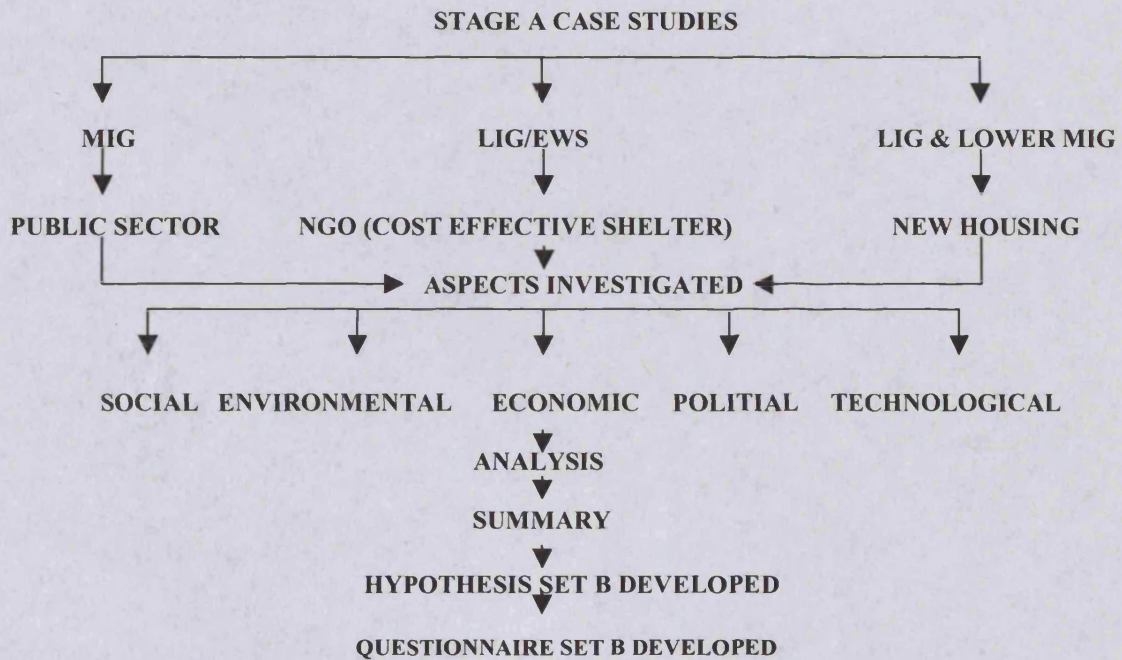 STAGE A CASE STUDIES
MIG LIG/EWS LIG & LOWER MIG
PUBLIC SECTOR NGO (COST EFFECTIVE SHELTER) NEW HOUSING
ASPECTS INVESTIGATED
SOCIAL ENVIRONMENTAL ECONOMIC POLITIAL TECHNOLOGICAL
ANALYSIS
SUMMARY
HYPOTHESIS SET B DEVELOPED
QUESTIONNAIRE SET B DEVELOPED